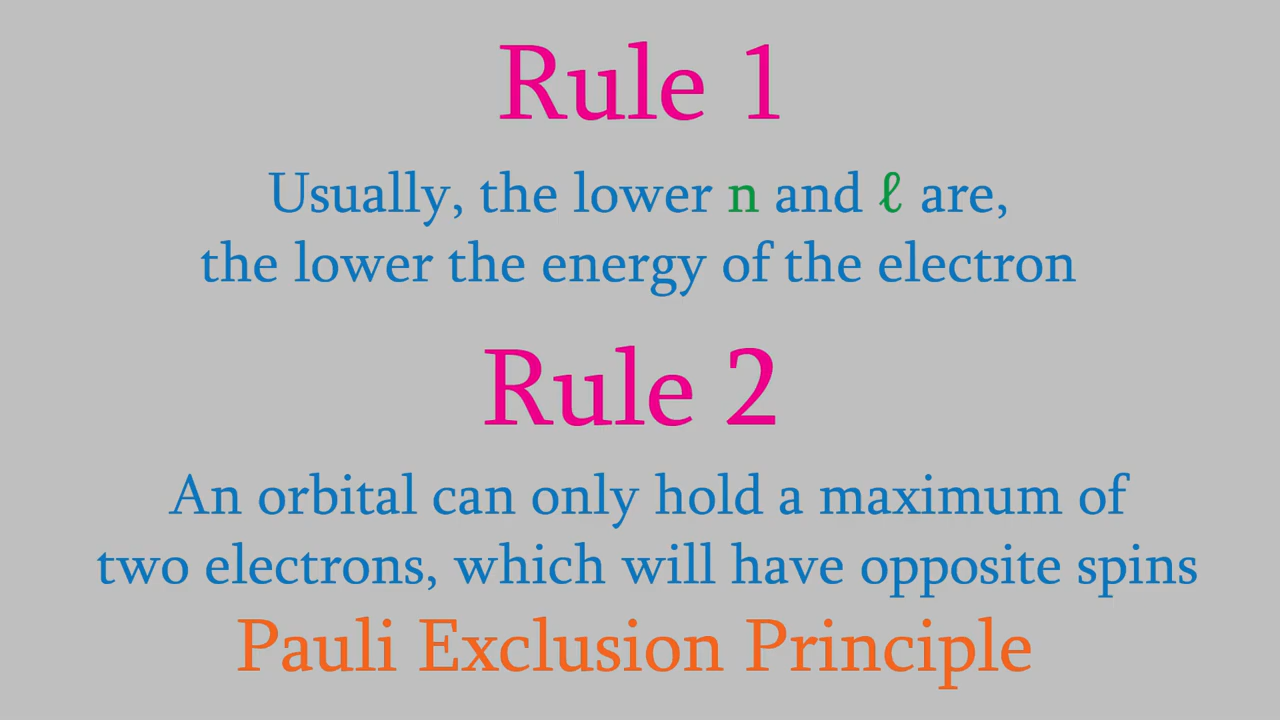 Rule 1
Usually, the lower n and ℓ are,
the lower the energy of the electron
Rule 2
An orbital can only hold a maximum of
two electrons, which will have opposite spins
Pauli Exclusion Principle